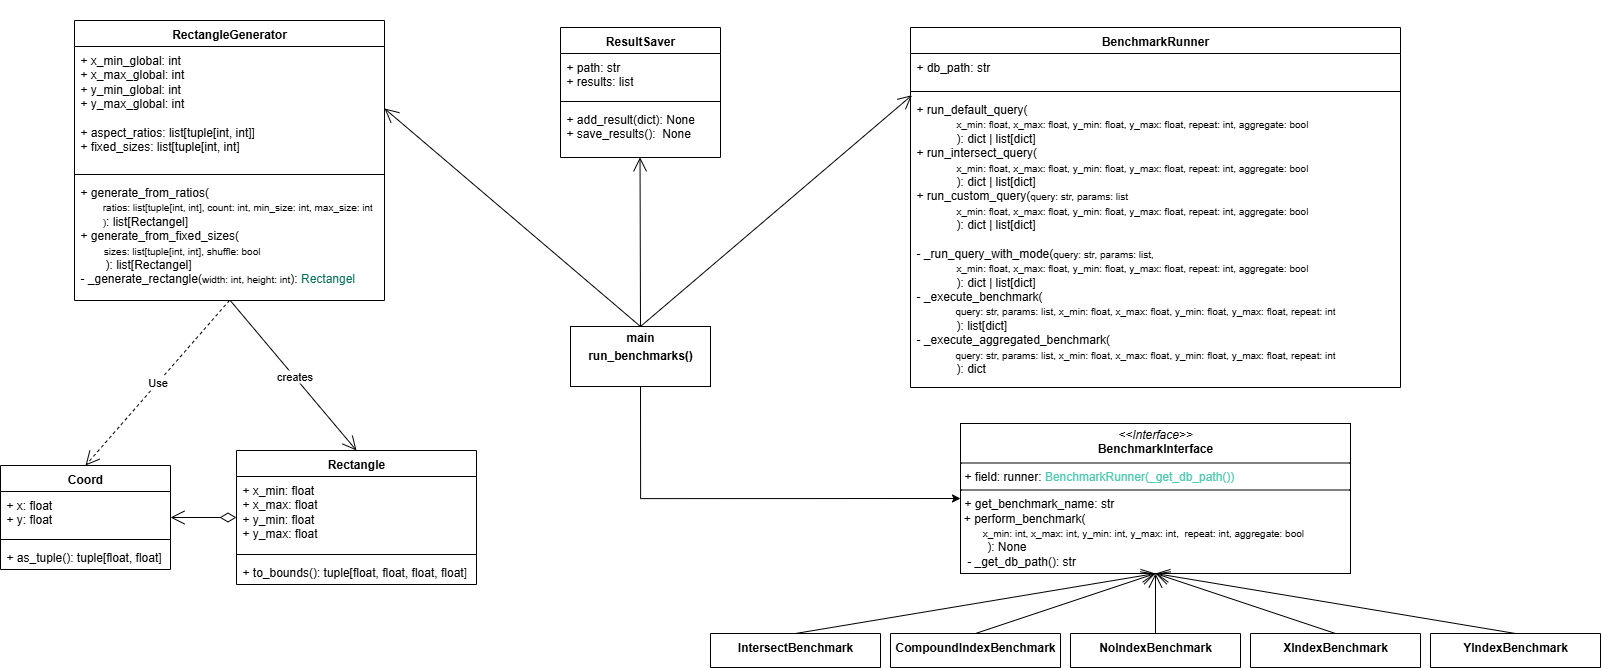 RectangleGenerator
+ x_min_global: int
+ x_max_global: int
+ y_min_global: int
+ y_max_global: int
+ aspect_ratios: list[tuple[int, int]]
+ fixed_sizes: list[tuple[int, int]
+ generate_from_ratios(
ratios: list[tuple[int, int], count: int, min_size: int, max_size: int
): list[Rectangel]
+ generate_from_fixed_sizes(
sizes: list[tuple[int, int], shuffle: bool
): list[Rectangel]
- _generate_rectangle(width: int, height: int): Rectangel
ResultSaver
+ path: str
+ results: list
+ add_result(dict): None
+ save_results(): None
BenchmarkRunner
+ db_path: str
+ run_default_query(
x_min: float, x_max: float, y_min: float, y_max: float, repeat: int, aggregate: bool
): dict | list[dict]
+ run_intersect_query(
x_min: float, x_max: float, y_min: float, y_max: float, repeat: int, aggregate: bool
): dict | list[dict]
+ run_custom_query(query: str, params: list
x_min: float, x_max: float, y_min: float, y_max: float, repeat: int, aggregate: bool
): dict | list[dict]
- _run_query_with_mode(query: str, params: list,
x_min: float, x_max: float, y_min: float, y_max: float, repeat: int, aggregate: bool
): dict | list[dict]
- _execute_benchmark(
query: str, params: list, x_min: float, x_max: float, y_min: float, y_max: float, repeat: int
): list[dict]
- _execute_aggregated_benchmark(
query: str, params: list, x_min: float, x_max: float, y_min: float, y_max: float, repeat: int
): dict
main
run_benchmarks()
Use
creates
Coord
+ x: float
+ y: float
+ as_tuple(): tuple[float, float]
Rectangle
+ x_min: float
+ x_max: float
+ y_min: float
+ y_max: float
+ to_bounds(): tuple[float, float, float, float]
<<Interface>>
BenchmarkInterface
+ field: runner: BenchmarkRunner(_get_db_path())
+ get_benchmark_name: str
+ perform_benchmark(
x_min: int, x_max: int, y_min: int, y_max: int, repeat: int, aggregate: bool
): None
- _get_db_path(): str
IntersectBenchmark
CompoundIndexBenchmark
NoIndexBenchmark
XIndexBenchmark
YIndexBenchmark